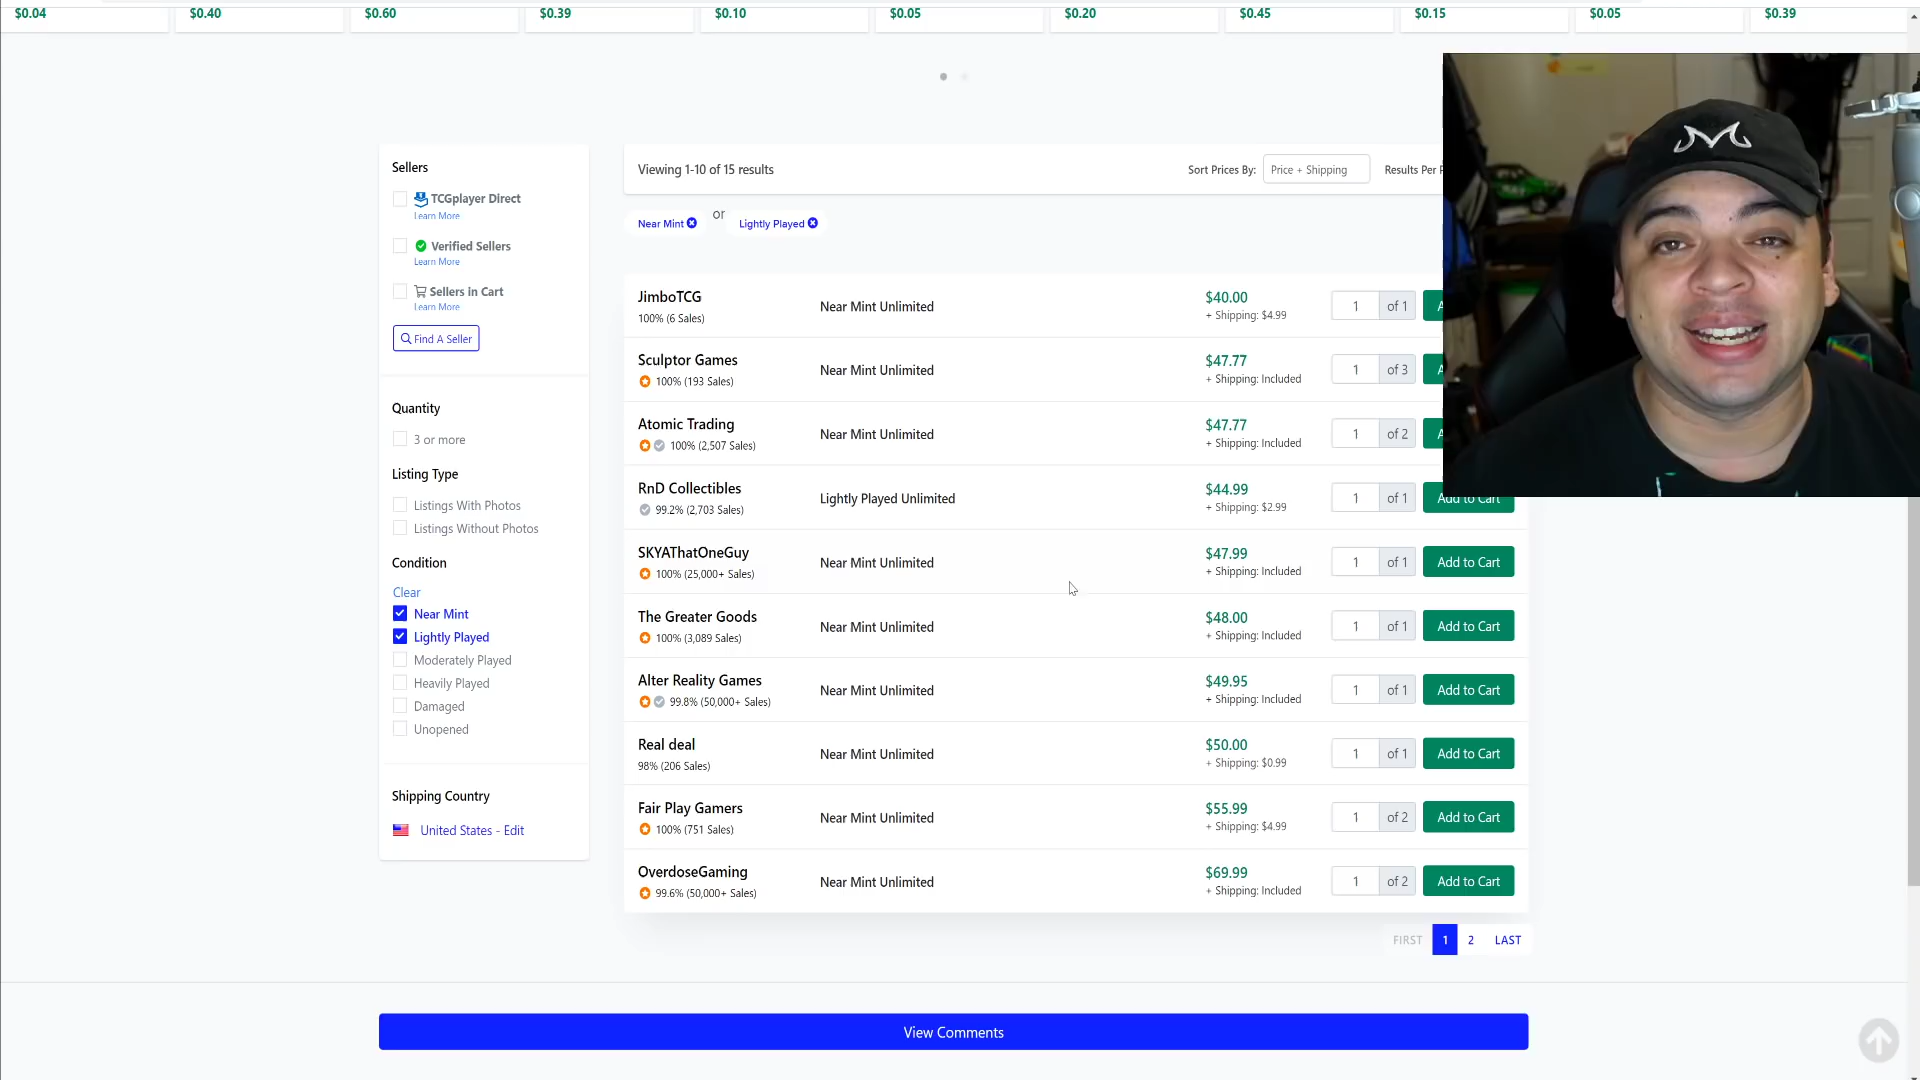 $0.04 $0.40 $0.60 $0.39 $0.10 $0.05 $0.20 $0.45 $0.15 $0.05 $0.39
Sellers
TCGplayer Direct
Learn More
Verified Sellers
Learn More
Sellers in Cart
Learn More
Find A Seller
Quantity
3 or more
Listing Type
Listings With Photos
Listings Without Photos
Condition
Clear
Near Mint
Lightly Played
Moderately Played
Heavily Played
Damaged
Unopened
Shipping Country
United States - Edit
Viewing 1-10 of 15 results
Sort Prices By: Price + Shipping Results Per
Near Mint or Lightly Played
JimboTCG
100% (6 Sales)
Near Mint Unlimited
$40.00
+ Shipping: $4.99
1 of 1
Sculptor Games
100% (193 Sales)
Near Mint Unlimited
$47.77
+ Shipping: Included
1 of 3
Atomic Trading
100% (2,507 Sales)
Near Mint Unlimited
$47.77
+ Shipping: Included
1 of 2
RnD Collectibles
99.2% (2,703 Sales)
Lightly Played Unlimited
$44.99
+ Shipping: $2.99
1 of 1 Add to Cart
SKYAThatOneGuy
100% (25,000+ Sales)
Near Mint Unlimited
$47.99
+ Shipping: Included
1 of 1 Add to Cart
The Greater Goods
100% (3,089 Sales)
Near Mint Unlimited
$48.00
+ Shipping: Included
1 of 1 Add to Cart
Alter Reality Games
99.8% (50,000+ Sales)
Near Mint Unlimited
$49.95
+ Shipping: Included
1 of 1 Add to Cart
Real deal
98% (206 Sales)
Near Mint Unlimited
$50.00
+ Shipping: $0.99
1 of 1 Add to Cart
Fair Play Gamers
100% (751 Sales)
Near Mint Unlimited
$55.99
+ Shipping: $4.99
1 of 2 Add to Cart
OverdoseGaming
99.6% (50,000+ Sales)
Near Mint Unlimited
$69.99
+ Shipping: Included
1 of 2 Add to Cart
FIRST 1 2 LAST
View Comments